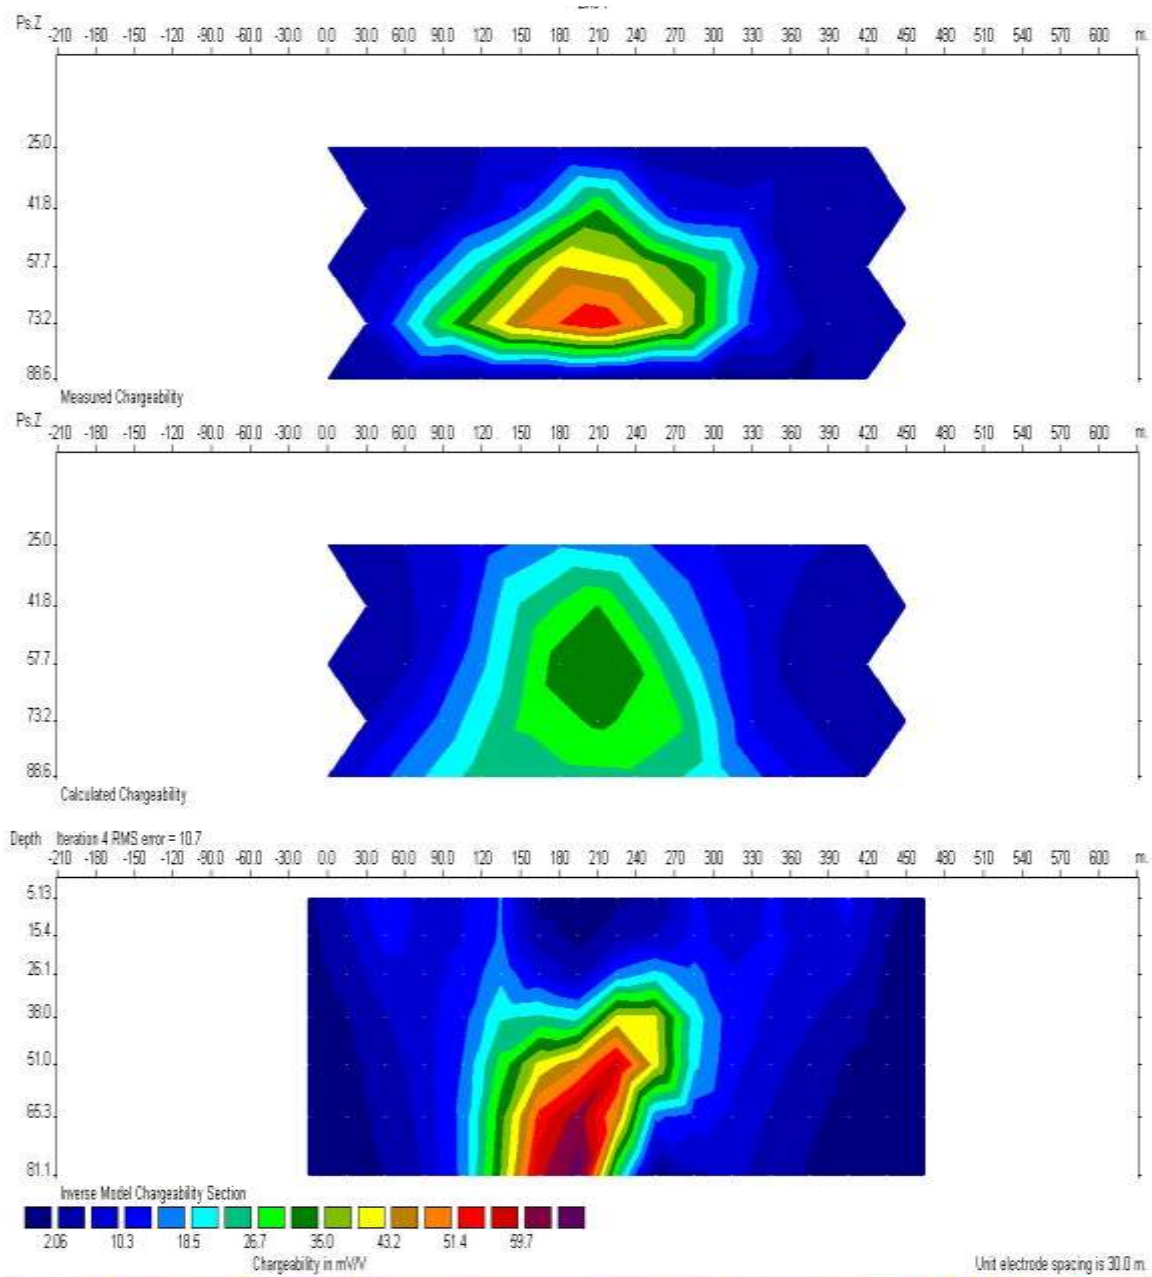 Ps.Z -210 -180 -150 -120 -90.0 -60.0 -30.0 0.0 30.0 60.0 90.0 120 150 180 210 240 270 300 330 360 390 420 450 480 510 540 570 600 m.
25.0
41.8
57.7
73.2
88.6
Measured Chargeability
Ps.Z -210 -180 -150 -120 -90.0 -60.0 -30.0 0.0 30.0 60.0 90.0 120 150 180 210 240 270 300 330 360 390 420 450 480 510 540 570 600 m.
25.0
41.8
57.7
73.2
88.6
Calculated Chargeability
Depth Iteration 4 RMS error = 10.7
-210 -180 -150 -120 -90.0 -60.0 -30.0 0.0 30.0 60.0 90.0 120 150 180 210 240 270 300 330 360 390 420 450 480 510 540 570 600 m.
5.13
15.4
26.1
38.0
51.0
65.3
81.1
Inverse Model Chargeability Section
2.06 10.3 18.5 26.7 35.0 43.2 51.4 59.7
Chargeability in mV/V
Unit electrode spacing is 30.0 m.